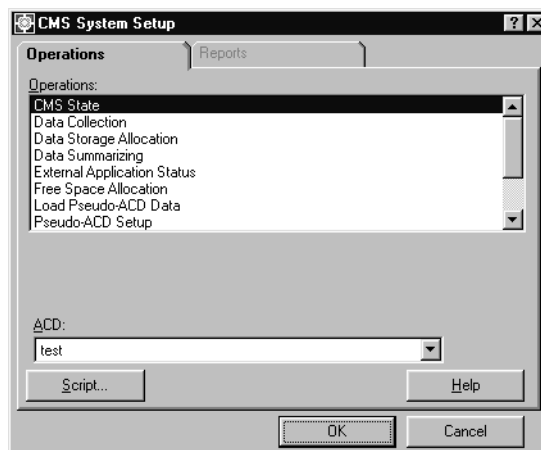 CMS System Setup
Operations
Reports
Operations:
CMS State
Data Collection
Data Storage Allocation
Data Summarizing
External Application Status
Free Space Allocation
Load Pseudo-ACD Data
Pseudo-ACD Setup
ACD:
test
Script...
Help
OK
Cancel